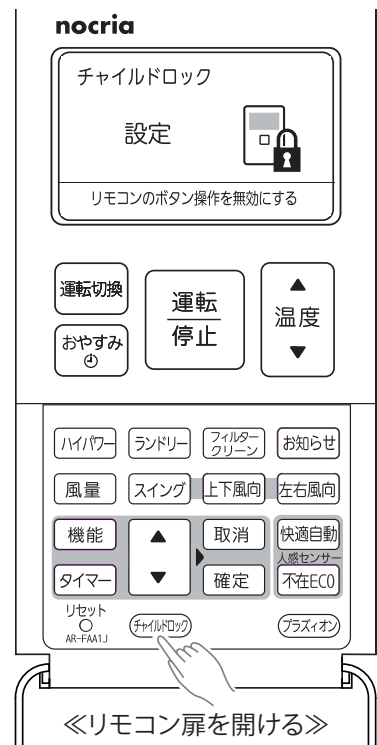 nocria
チャイルドロック
設定
リモコンのボタン操作を無効にする
運転切換
運転
停止
温度
おやすみ
ハイパワー
ランドリー
フィルター
クリーン
お知らせ
風量
スイング
上下風向
左右風向
機能
取消
快適自動
人感センサー
タイマー
確定
不在ECO
リセット
AR-FAA1J
チャイルドロック
プラズィオン
≪リモコン扉を開ける≫